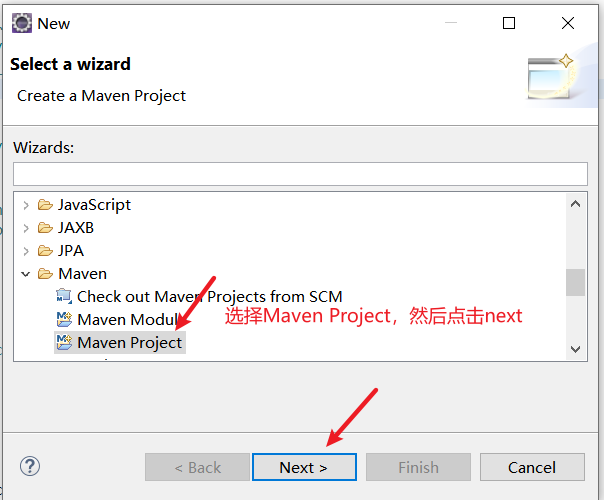 New
Select a wizard
Create a Maven Project
Wizards:
JavaScript
JAXB
JPA
Maven
Check out Maven Projects from SCM
Maven Modul
Maven Project
选择Maven Project，然后点击next
?
< Back
Next >
Finish
Cancel